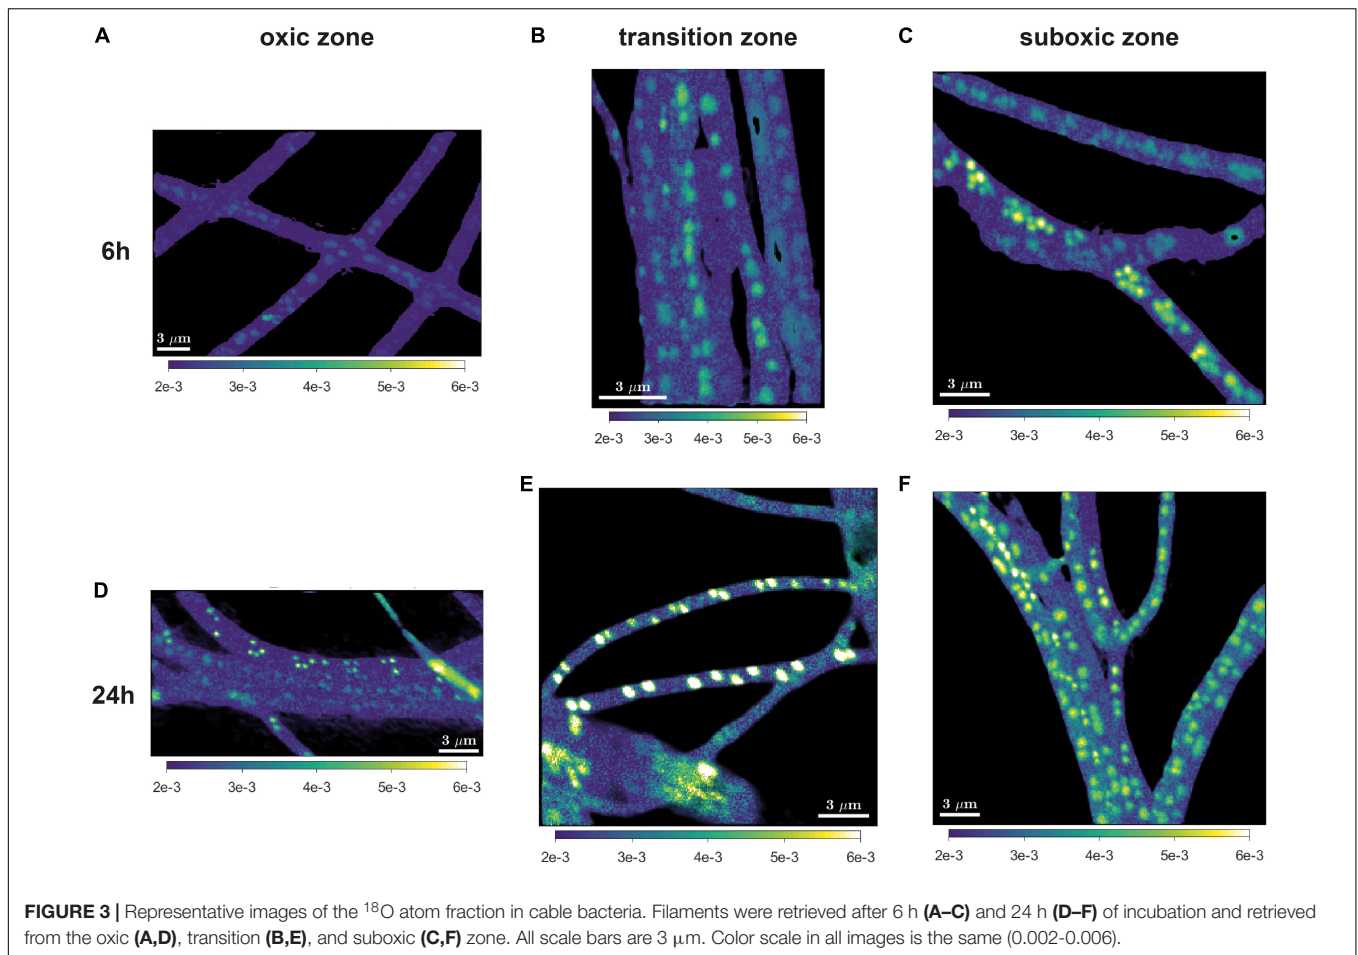 A oxic zone B transition zone C suboxic zone
6h
3 µm
2e-3 3e-3 4e-3 5e-3 6e-3
3 µm
2e-3 3e-3 4e-3 5e-3 6e-3
3 µm
2e-3 3e-3 4e-3 5e-3 6e-3
24h
D
3 µm
2e-3 3e-3 4e-3 5e-3 6e-3
E
3 µm
2e-3 3e-3 4e-3 5e-3 6e-3
F
3 µm
2e-3 3e-3 4e-3 5e-3 6e-3
FIGURE 3 | Representative images of the ¹⁸O atom fraction in cable bacteria. Filaments were retrieved after 6 h (A–C) and 24 h (D–F) of incubation and retrieved
from the oxic (A,D), transition (B,E), and suboxic (C,F) zone. All scale bars are 3 µm. Color scale in all images is the same (0.002-0.006).